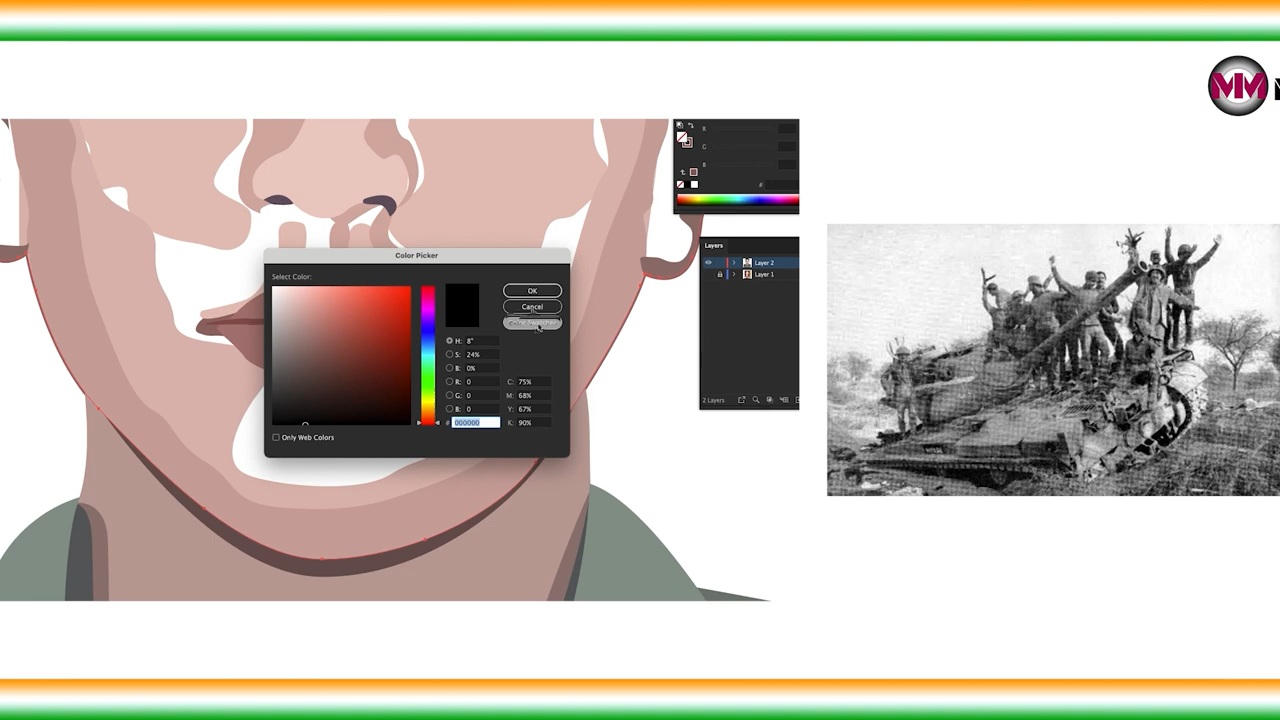 MM
R
G
B
#
Color Picker
Select Color:
OK
Cancel
H: 8°
S: 24%
B: 0%
R: 0
G: 0
B: 0
# 000000
C: 75%
M: 68%
Y: 67%
K: 90%
Only Web Colors
Layers
Layer 2
Layer 1
2 Layers